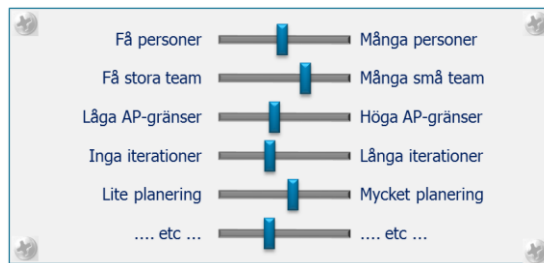 Få personer Många personer
Få stora team Många små team
Låga AP-gränser Höga AP-gränser
Inga iterationer Långa iterationer
Lite planering Mycket planering
.... etc ... .... etc ...